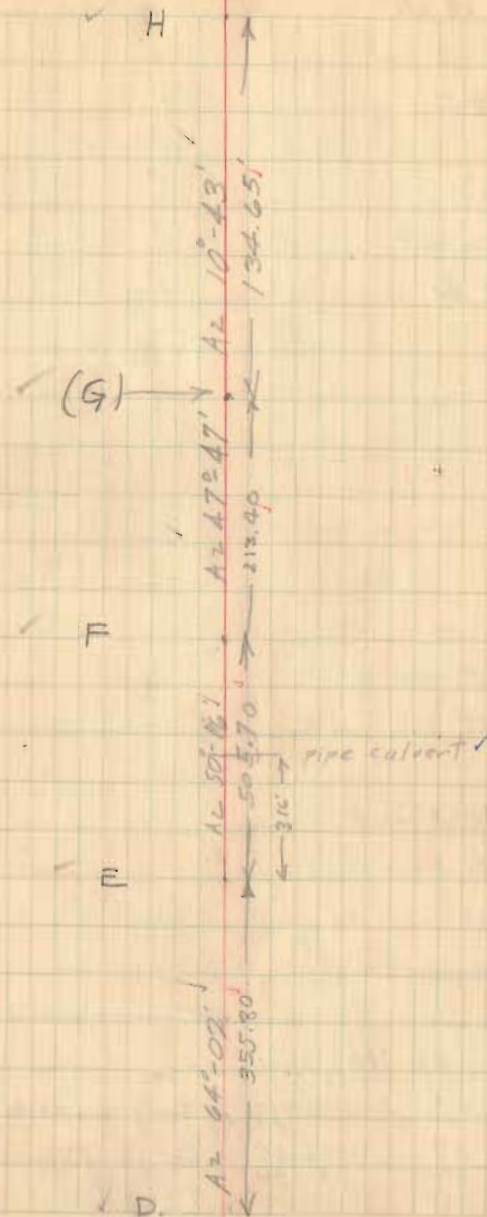 H
Az 10°-43'
134.65'
(G)
Az 47°-47'
213.40
F
Az 50°-16'
505.70
pipe culvert
316'
E
Az 64°-02'
355.80'
D.